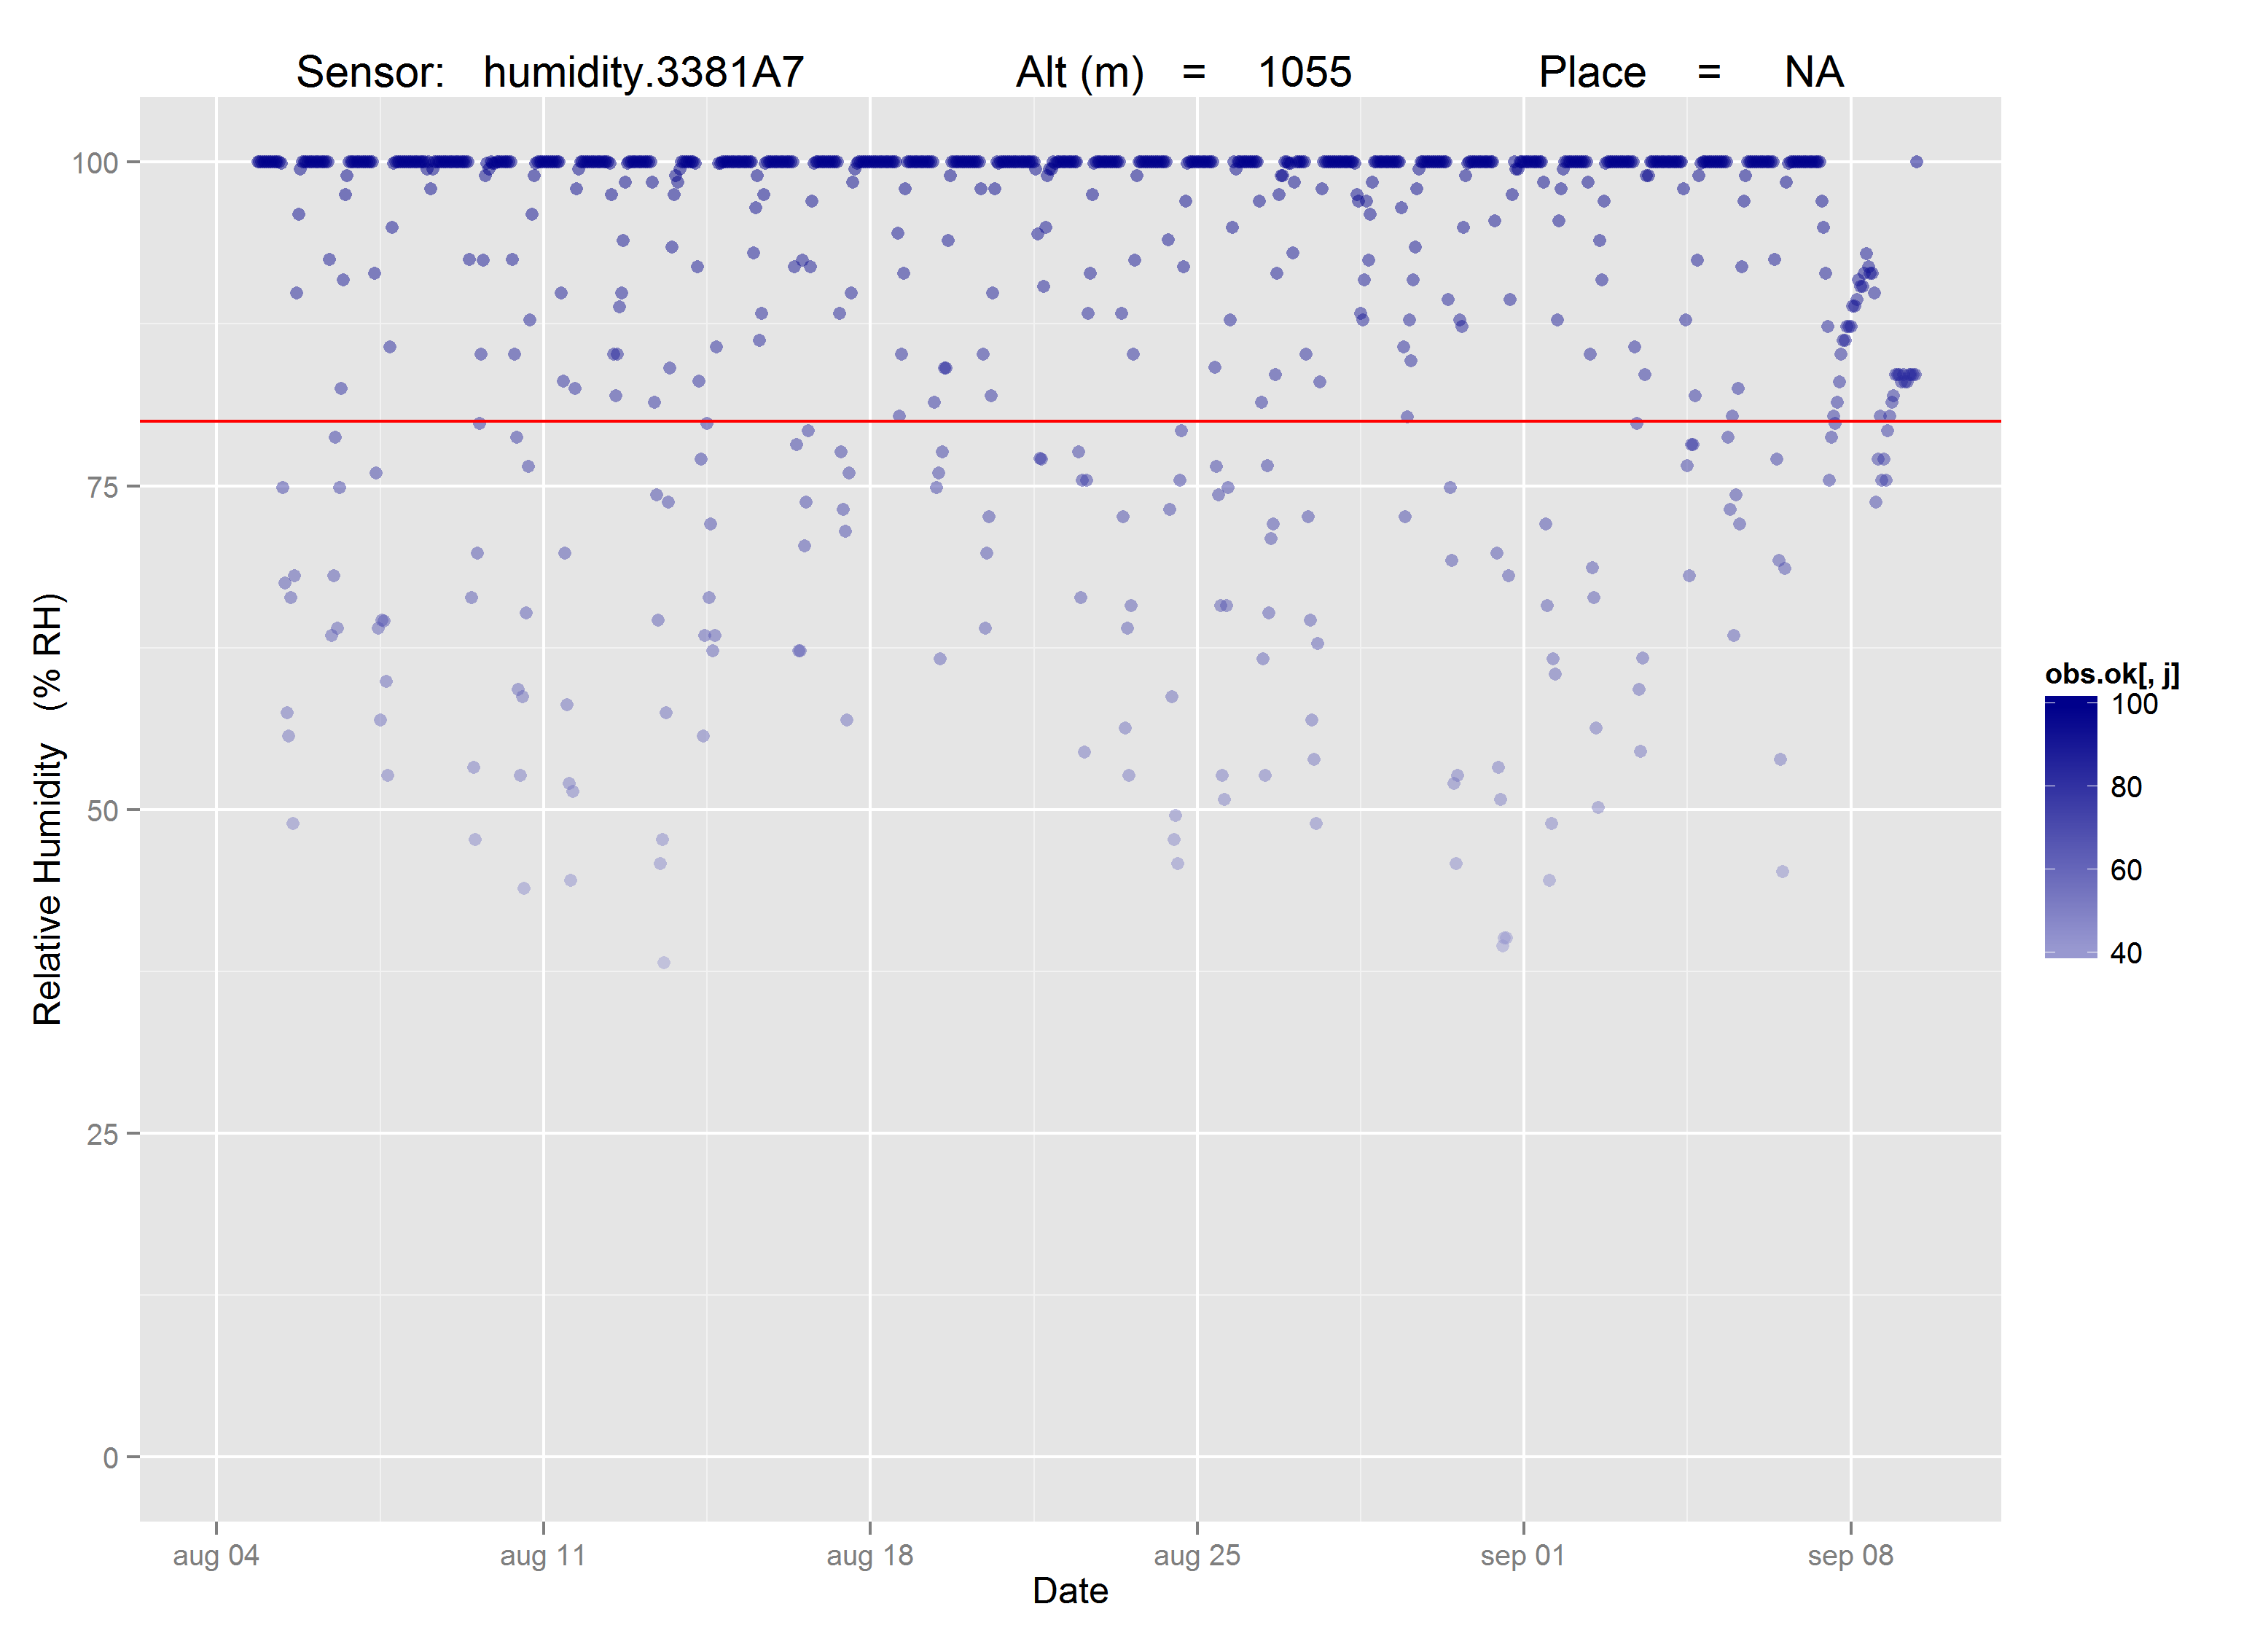 Sensor: humidity.3381A7 Alt (m) = 1055 Place = NA
100
75
50
25
0
Relative Humidity (% RH)
aug 04 aug 11 aug 18 aug 25 sep 01 sep 08
Date
obs.ok[, j]
100
80
60
40